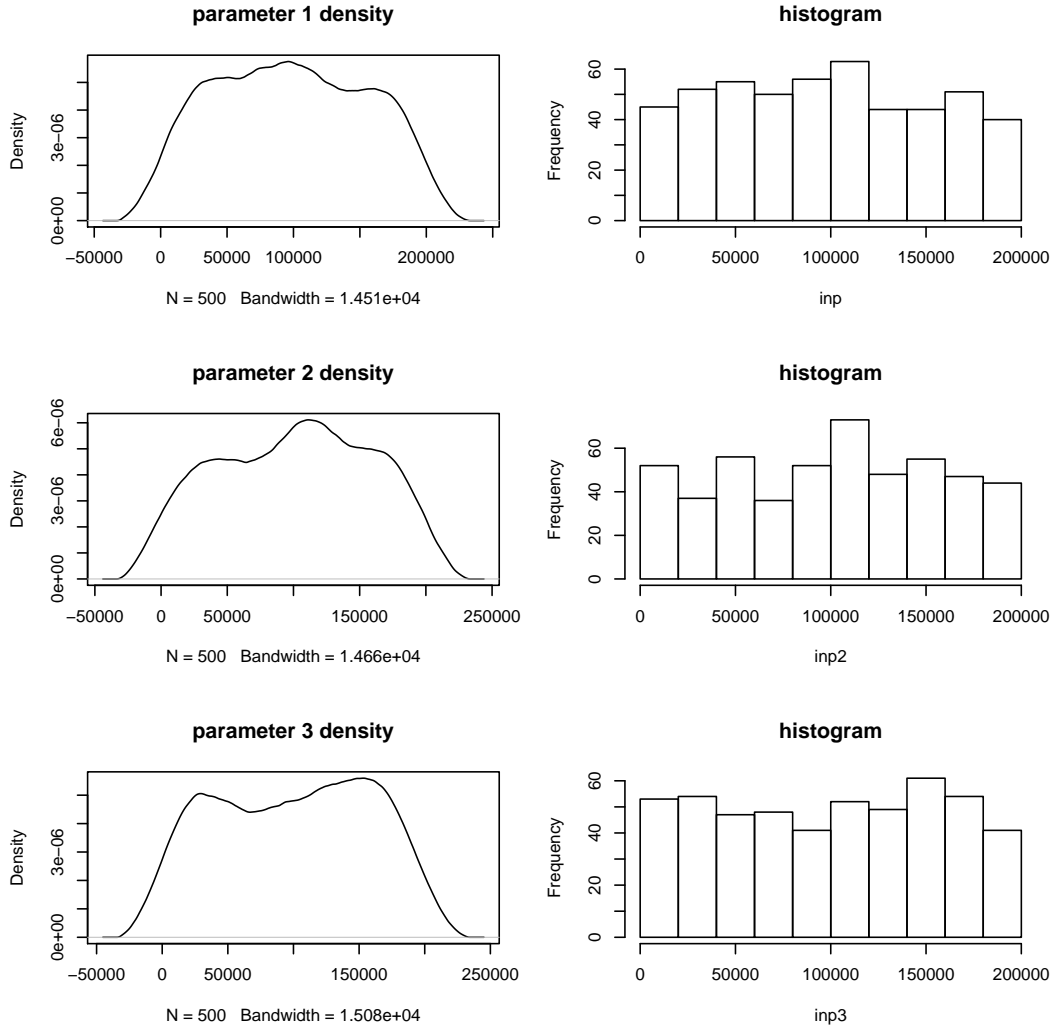 parameter 1 density
histogram
Density
0e+00
3e−06
−50000 0 50000 100000 200000
N = 500 Bandwidth = 1.451e+04
Frequency
0 20 40 60
0 50000 100000 150000 200000
inp
parameter 2 density
histogram
Density
0e+00 3e−06 6e−06
−50000 0 50000 150000 250000
N = 500 Bandwidth = 1.466e+04
Frequency
0 20 40 60
0 50000 100000 150000 200000
inp2
parameter 3 density
histogram
Density
0e+00 3e−06
−50000 0 50000 150000 250000
N = 500 Bandwidth = 1.508e+04
Frequency
0 20 40 60
0 50000 100000 150000 200000
inp3